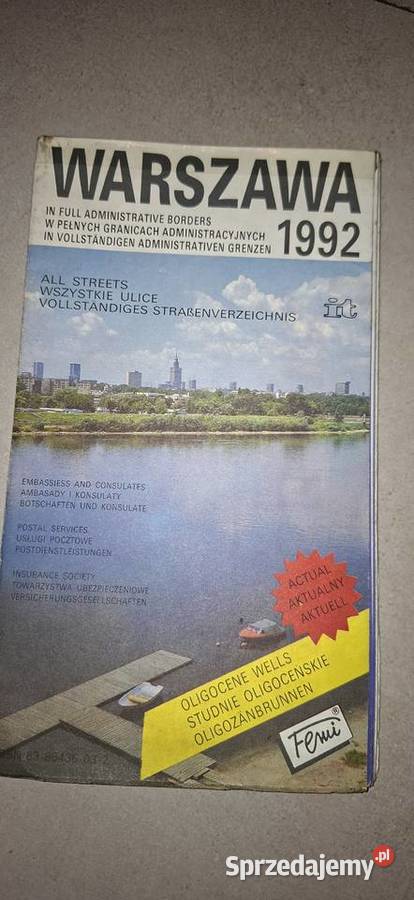 WARSZAWA
IN FULL ADMINISTRATIVE BORDERS
W PEŁNYCH GRANICACH ADMINISTRACYJNYCH
IN VOLLSTÄNDIGEN ADMINISTRATIVEN GRENZEN
1992
ALL STREETS
WSZYSTKIE ULICE
VOLLSTÄNDIGES STRAßENVERZEICHNIS
it
EMBASSIESS AND CONSULATES
AMBASADY I KONSULATY
BOTSCHAFTEN UND KONSULATE
POSTAL SERVICES
USŁUGI POCZTOWE
POSTDIENSTLEISTUNGEN
INSURANCE SOCIETY
TOWARZYSTWA UBEZPIECZENIOWE
VERSICHERUNGSGESELLSCHAFTEN
ACTUAL
AKTUALNY
AKTUELL
OLIGOCENE WELLS
STUDNIE OLIGOCEŃSKIE
OLIGOZÄNBRUNNEN
Femi ®
Sprzedajemy.pl